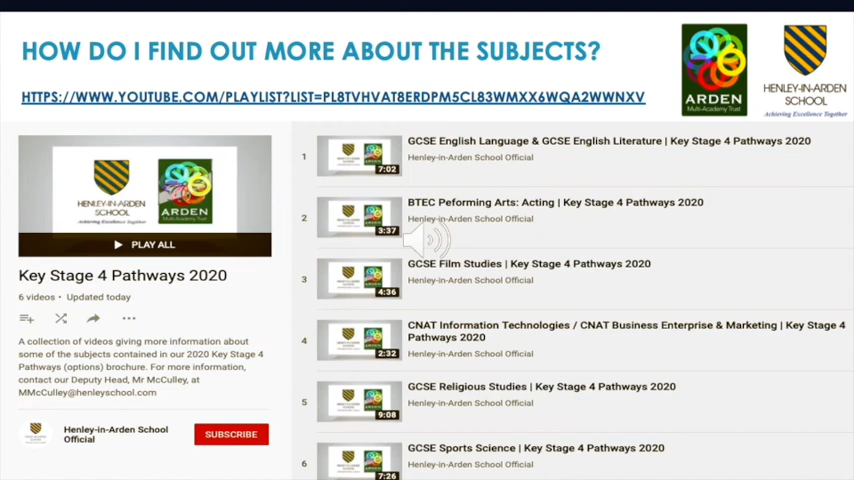 HOW DO I FIND OUT MORE ABOUT THE SUBJECTS?
HTTPS://WWW.YOUTUBE.COM/PLAYLIST?LIST=PL8TVHVAT8ERDPM5CL83WMXX6WQA2WWNXV
ARDEN
Multi-Academy Trust
HENLEY-IN-ARDEN
SCHOOL
Achieving Excellence Together
HENLEY-IN-ARDEN
SCHOOL
Achieving Excellence Together
ARDEN
Multi-Academy Trust
PLAY ALL
Key Stage 4 Pathways 2020
6 videos • Updated today
A collection of videos giving more information about
some of the subjects contained in our 2020 Key Stage 4
Pathways (options) brochure. For more information,
contact our Deputy Head, Mr McCulley, at
MMcCulley@henleyschool.com
Henley-in-Arden School
Official
SUBSCRIBE
1
7:02
GCSE English Language & GCSE English Literature | Key Stage 4 Pathways 2020
Henley-in-Arden School Official
2
3:37
BTEC Peforming Arts: Acting | Key Stage 4 Pathways 2020
Henley-in-Arden School Official
3
4:36
GCSE Film Studies | Key Stage 4 Pathways 2020
Henley-in-Arden School Official
4
2:32
CNAT Information Technologies / CNAT Business Enterprise & Marketing | Key Stage 4
Pathways 2020
Henley-in-Arden School Official
5
9:08
GCSE Religious Studies | Key Stage 4 Pathways 2020
Henley-in-Arden School Official
6
7:26
GCSE Sports Science | Key Stage 4 Pathways 2020
Henley-in-Arden School Official